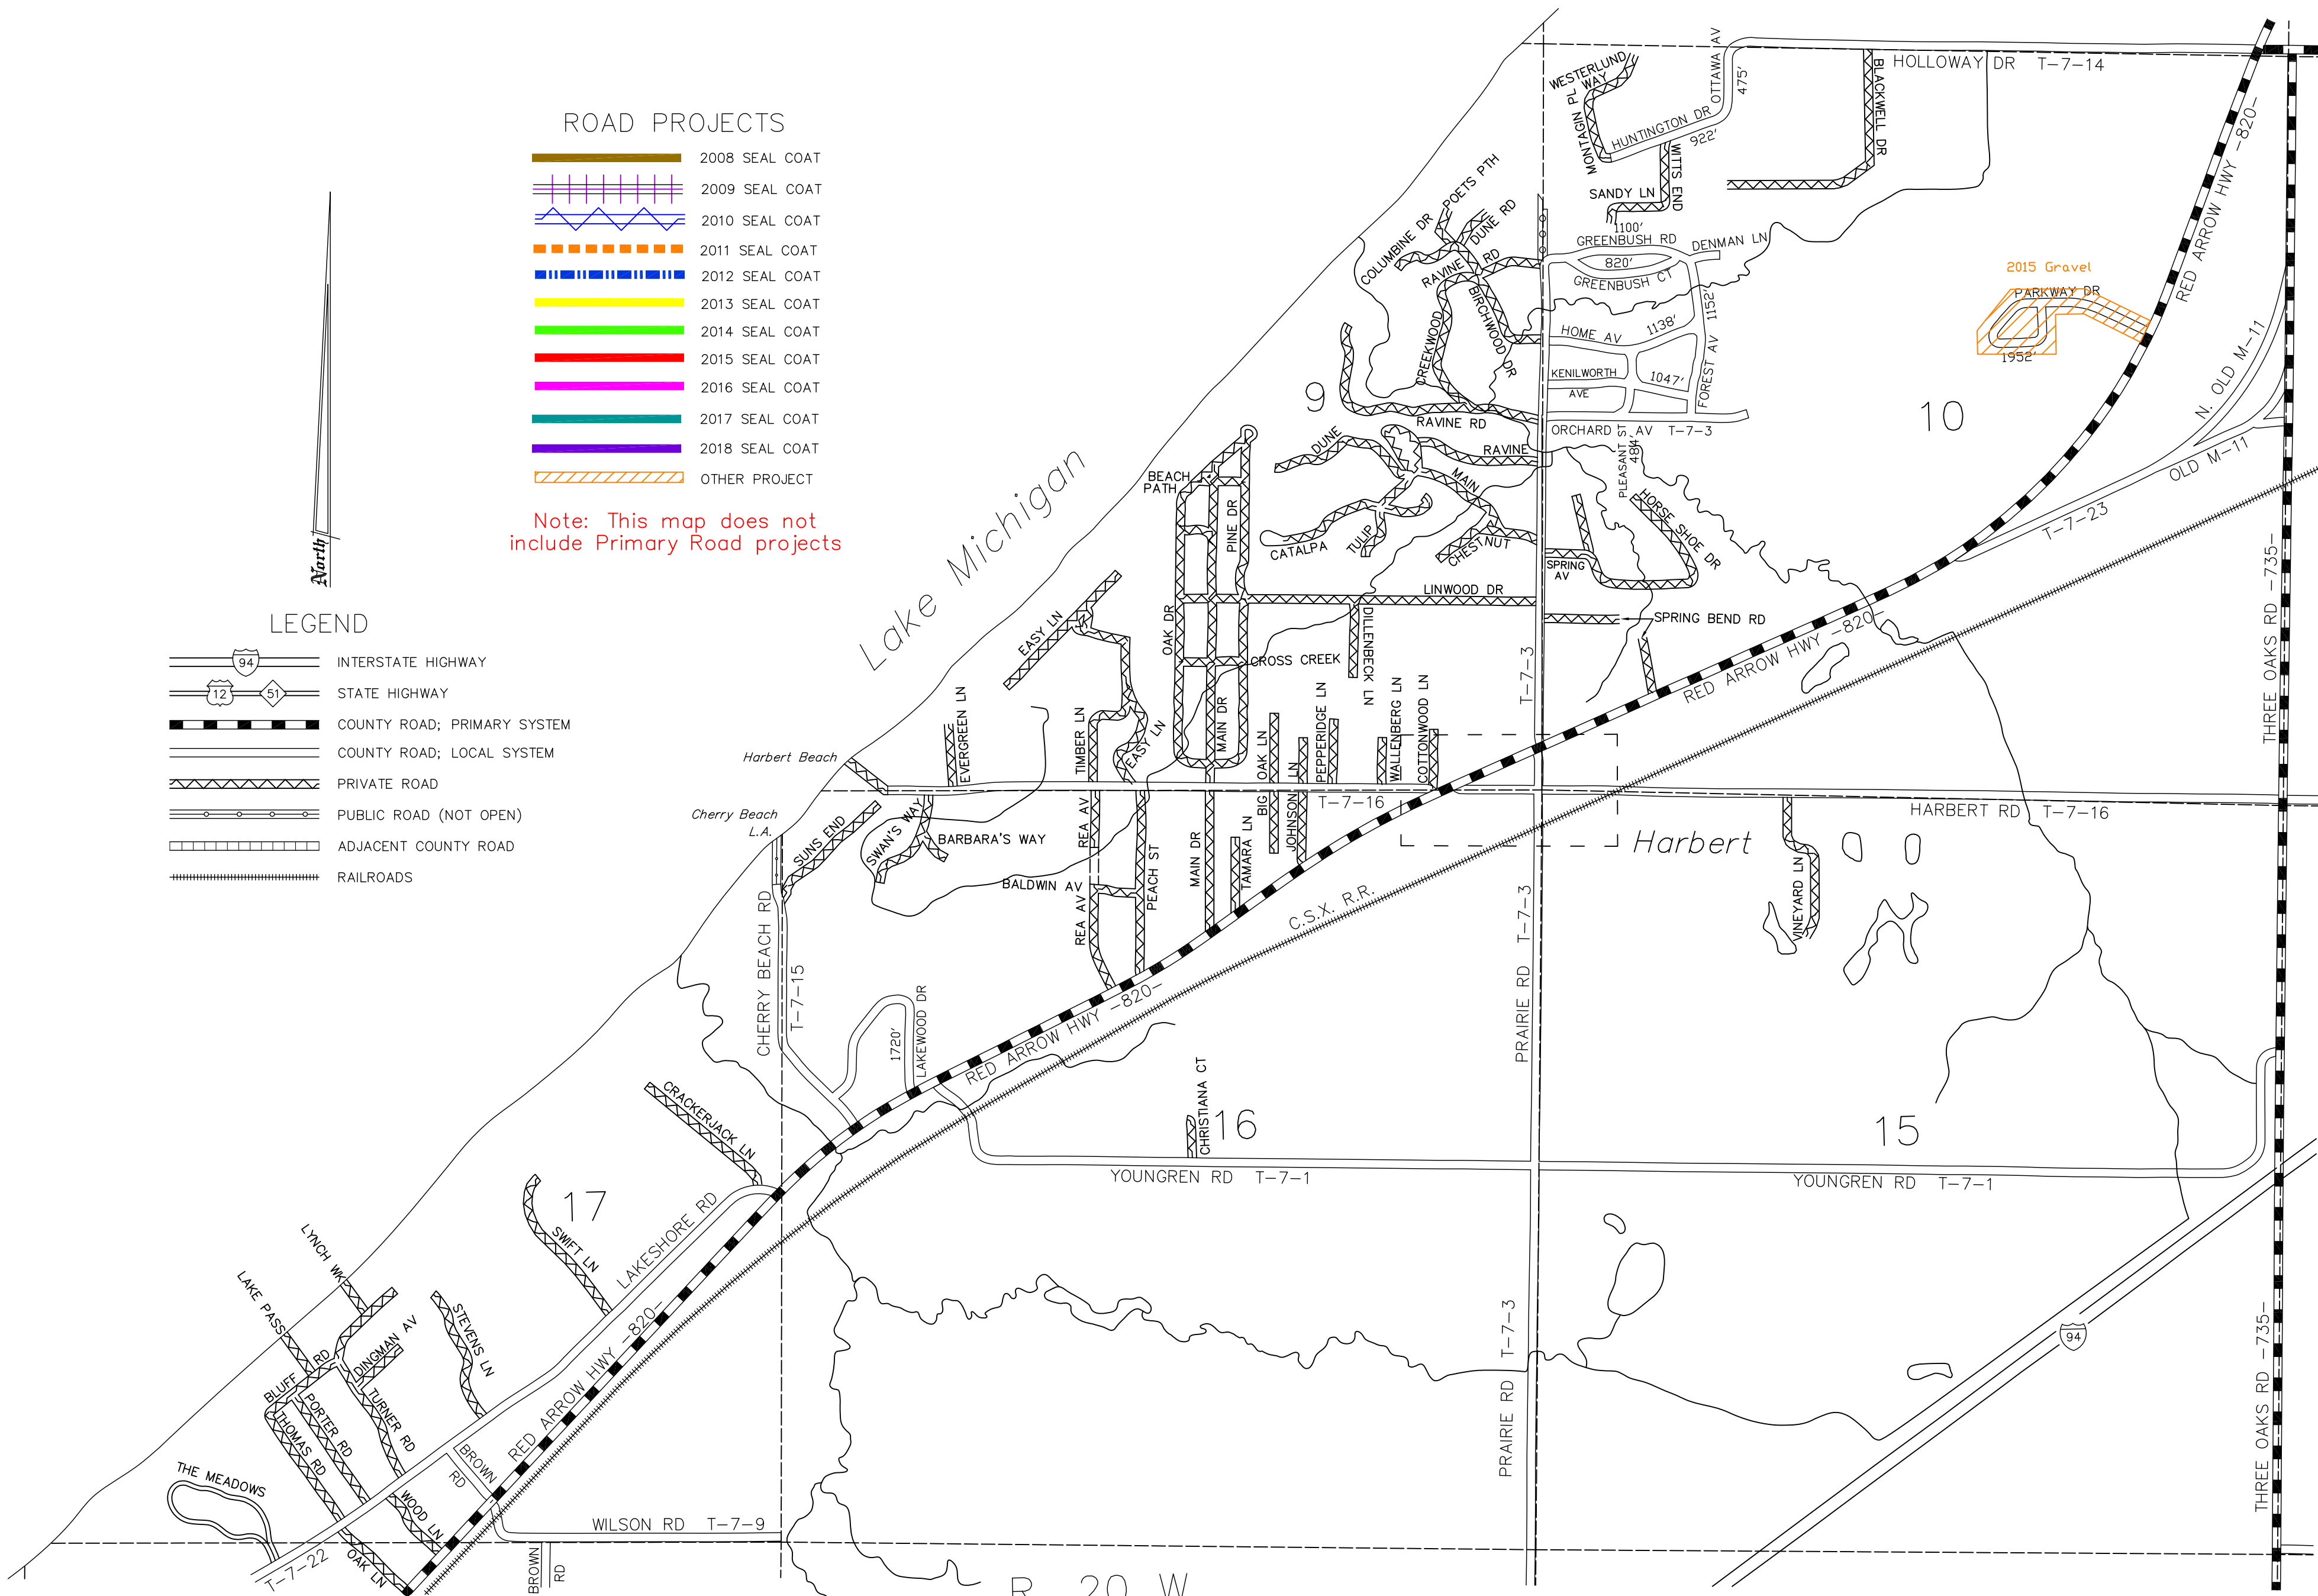 ROAD PROJECTS
2008 SEAL COAT
2009 SEAL COAT
2010 SEAL COAT
2011 SEAL COAT
2012 SEAL COAT
2013 SEAL COAT
2014 SEAL COAT
2015 SEAL COAT
2016 SEAL COAT
2017 SEAL COAT
2018 SEAL COAT
OTHER PROJECT
Note: This map does not
include Primary Road projects
North
LEGEND
94
INTERSTATE HIGHWAY
12
51
STATE HIGHWAY
COUNTY ROAD; PRIMARY SYSTEM
COUNTY ROAD; LOCAL SYSTEM
PRIVATE ROAD
PUBLIC ROAD (NOT OPEN)
ADJACENT COUNTY ROAD
RAILROADS
Lake Michigan
WESTERLUND
WAY
MONTAGIN PL
OTTAWA AV
475'
HUNTINGTON DR
922'
HOLLOWAY DR T-7-14
BLACKWELL DR
WITTS END
SANDY LN
POETS PTH
COLUMBINE DR
DUNE RD
RAVINE RD
BIRCHWOOD DR
CREEKWOOD
1100'
GREENBUSH RD
DENMAN LN
820'
GREENBUSH CT
1152'
HOME AV
1138'
FOREST AV
KENILWORTH
AVE
1047'
ORCHARD AV T-7-3
PLEASANT ST
484'
RED ARROW HWY -820-
2015 Gravel
PARKWAY DR
1952'
N. OLD M-11
OLD M-11
T-7-23
9
10
RAVINE RD
DUNE
RAVINE
MAIN
BEACH
PATH
PINE DR
CATALPA
TULIP
CHESTNUT
HORSE SHOE DR
SPRING
AV
LINWOOD DR
SPRING BEND RD
EASY LN
OAK DR
CROSS CREEK
DILLENBECK LN
T-7-3
RED ARROW HWY -820-
THREE OAKS RD -735-
EVERGREEN LN
TIMBER LN
EASY LN
MAIN DR
BIG OAK LN
JOHNSON LN
PEPPERIDGE LN
WALLENBERG LN
COTTONWOOD LN
Harbert Beach
T-7-16
HARBERT RD T-7-16
Cherry Beach
L.A.
SUNS END
SWAN'S WAY
BARBARA'S WAY
REA AV
BALDWIN AV
REA AV
PEACH ST
MAIN DR
TAMARA LN
Harbert
VINEYARD LN
CHERRY BEACH RD
T-7-15
C.S.X. R.R.
PRAIRIE RD T-7-3
1720'
LAKEWOOD DR
RED ARROW HWY -820-
CRACKERJACK LN
CHRISTIANA CT
16
15
YOUNGREN RD T-7-1
YOUNGREN RD T-7-1
17
SWIFT LN
LAKESHORE RD
LYNCH WK
LAKE PASS
STEVENS LN
DINGMAN AV
BLUFF RD
TURNER RD
PORTER RD
THOMAS RD
RED ARROW HWY -820-
94
PRAIRIE RD T-7-3
THREE OAKS RD -735-
THE MEADOWS
BROWN
RD
WOOD LN
OAK LN
T-7-22
WILSON RD T-7-9
BROWN
RD
R 20 W